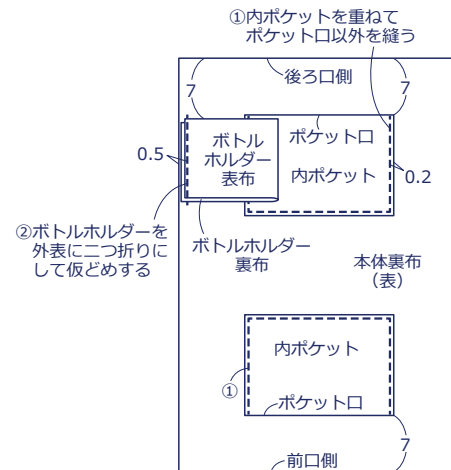 ①内ポケットを重ねて
ポケット口以外を縫う
後ろ口側
7
7
ボトル
ホルダー
表布
ポケット口
内ポケット
0.5
0.2
②ボトルホルダーを
外表に二つ折りに
して仮どめする
ボトルホルダー
裏布
本体裏布
（表）
内ポケット
①
ポケット口
7
前口側